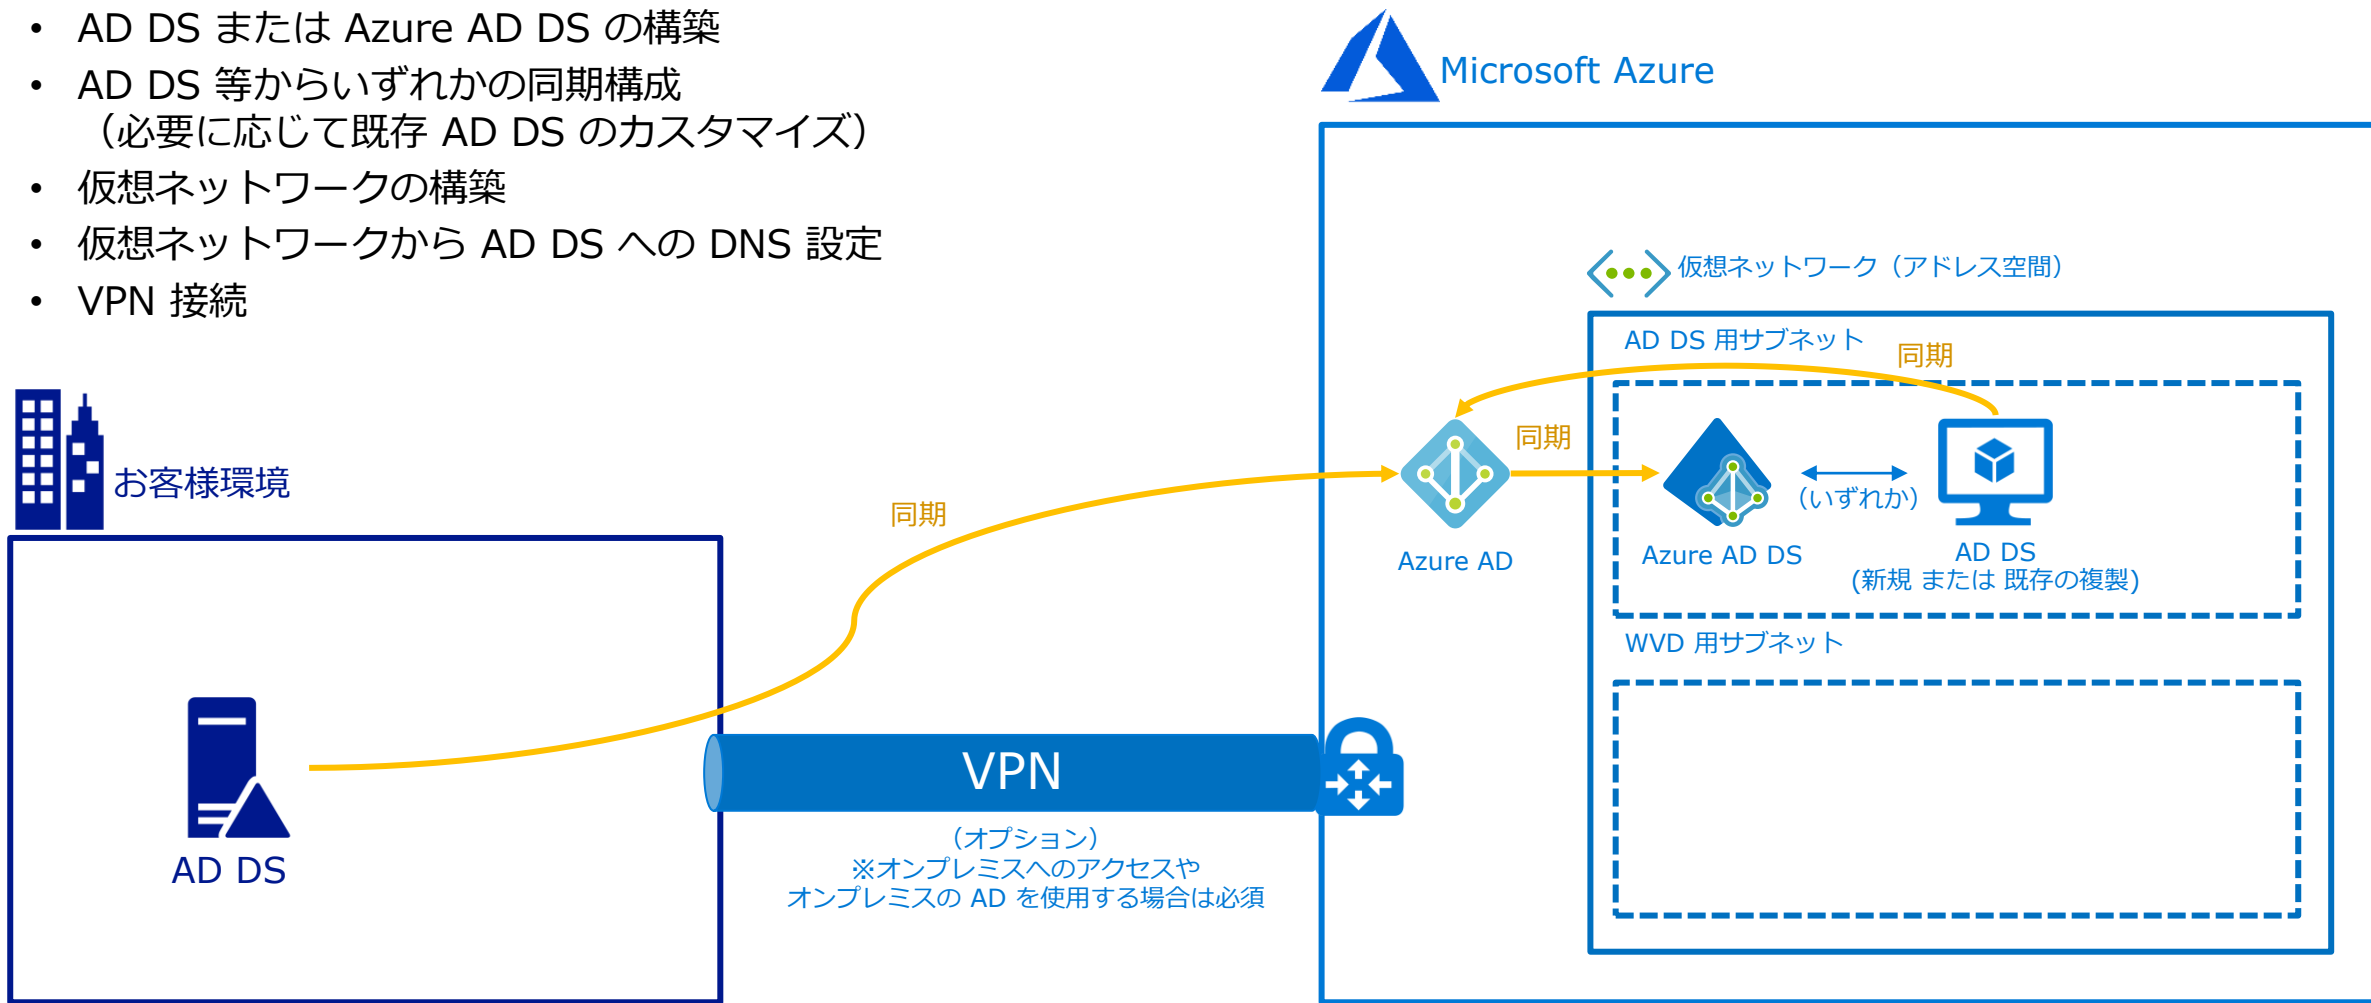 • AD DS または Azure AD DS の構築
• AD DS 等からいずれかの同期構成
（必要に応じて既存 AD DS のカスタマイズ）
• 仮想ネットワークの構築
• 仮想ネットワークから AD DS への DNS 設定
• VPN 接続
Microsoft Azure
仮想ネットワーク（アドレス空間）
AD DS 用サブネット
同期
同期
（いずれか）
Azure AD
Azure AD DS
AD DS
(新規 または 既存の複製)
WVD 用サブネット
お客様環境
同期
AD DS
VPN
（オプション）
※オンプレミスへのアクセスや
オンプレミスの AD を使用する場合は必須